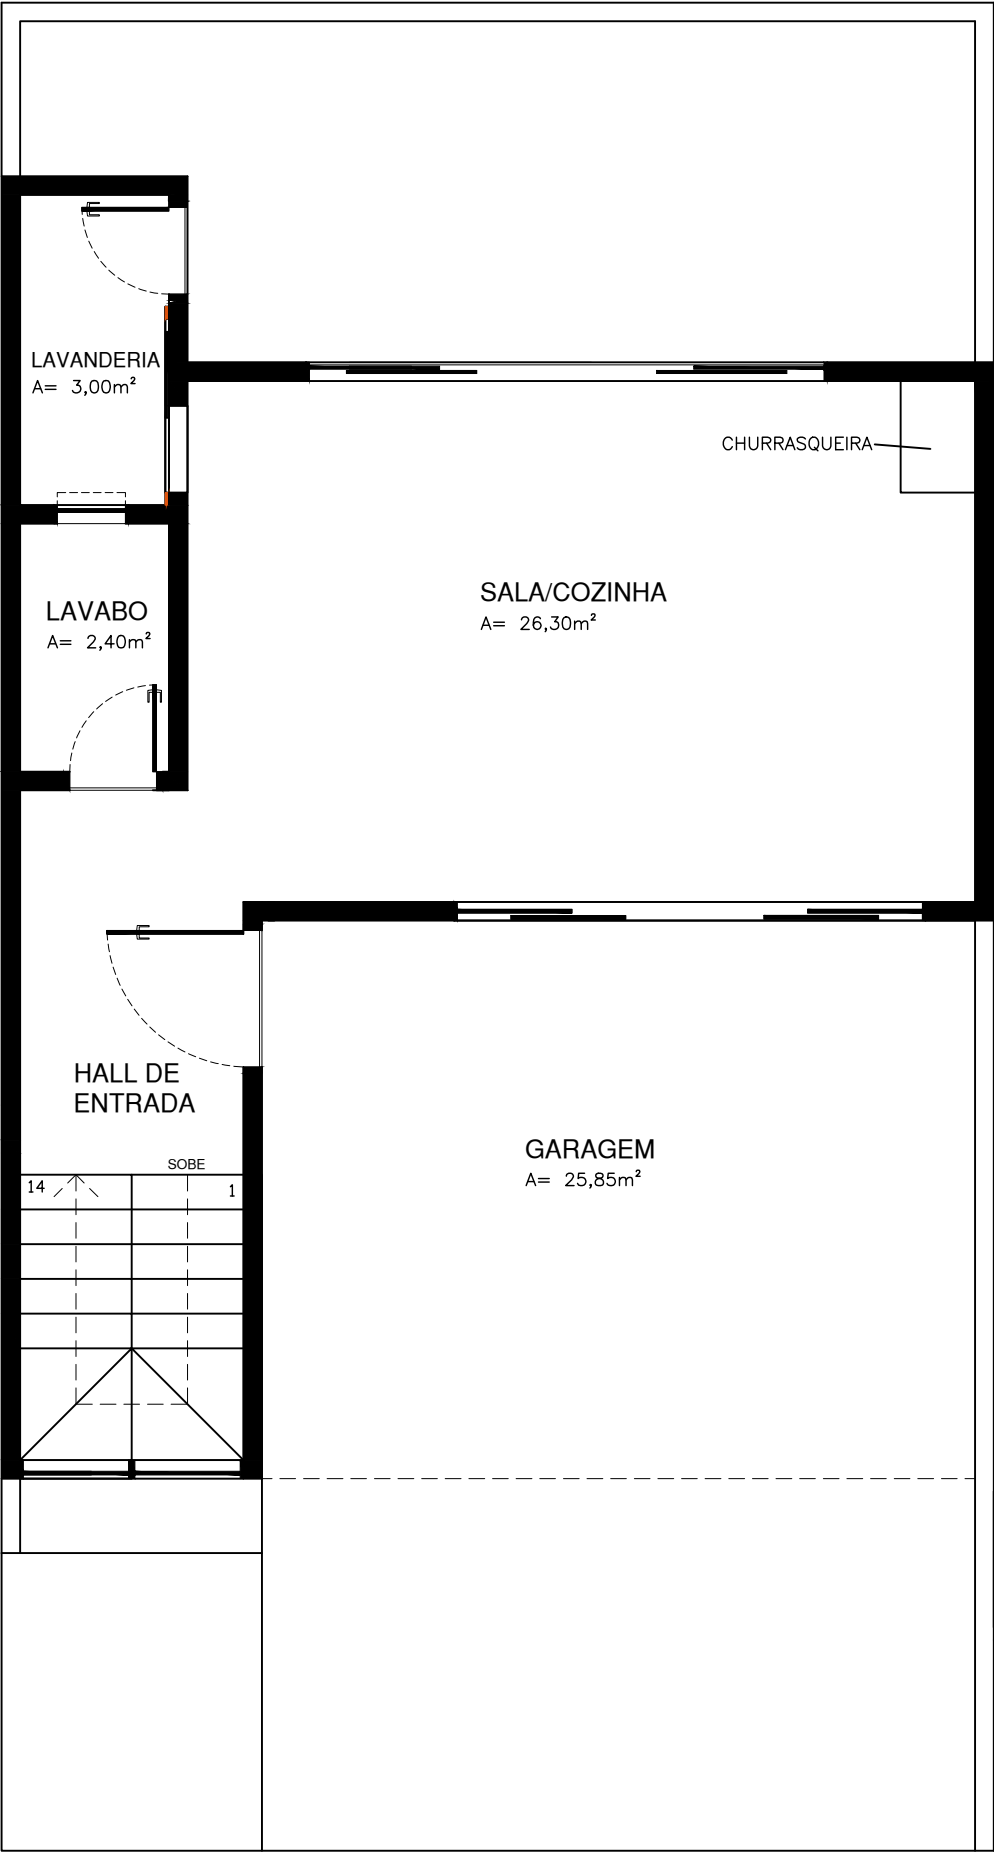 LAVANDERIA
A= 3,00m²
CHURRASQUEIRA
SALA/COZINHA
A= 26,30m²
LAVABO
A= 2,40m²
HALL DE
ENTRADA
GARAGEM
A= 25,85m²
SOBE
14
1